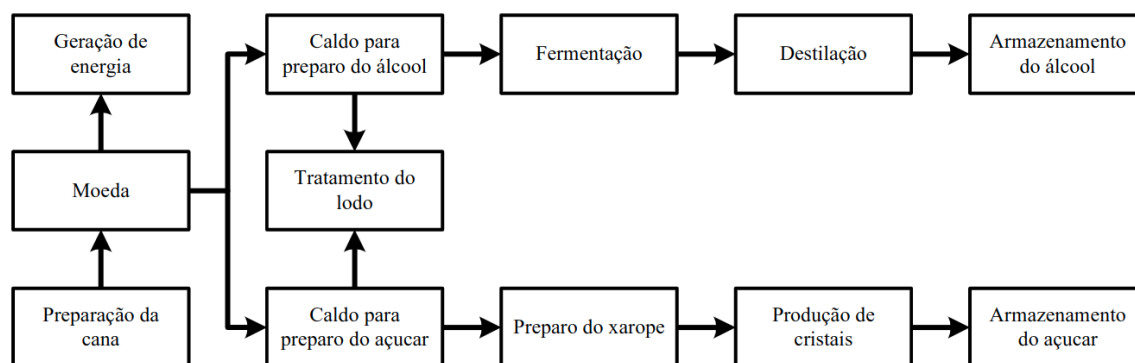 Geração de
energia
Caldo para
preparo do álcool
Fermentação
Destilação
Armazenamento
do álcool
Moeda
Tratamento do
lodo
Preparação da
cana
Caldo para
preparo do açucar
Preparo do xarope
Produção de
cristais
Armazenamento
do açucar